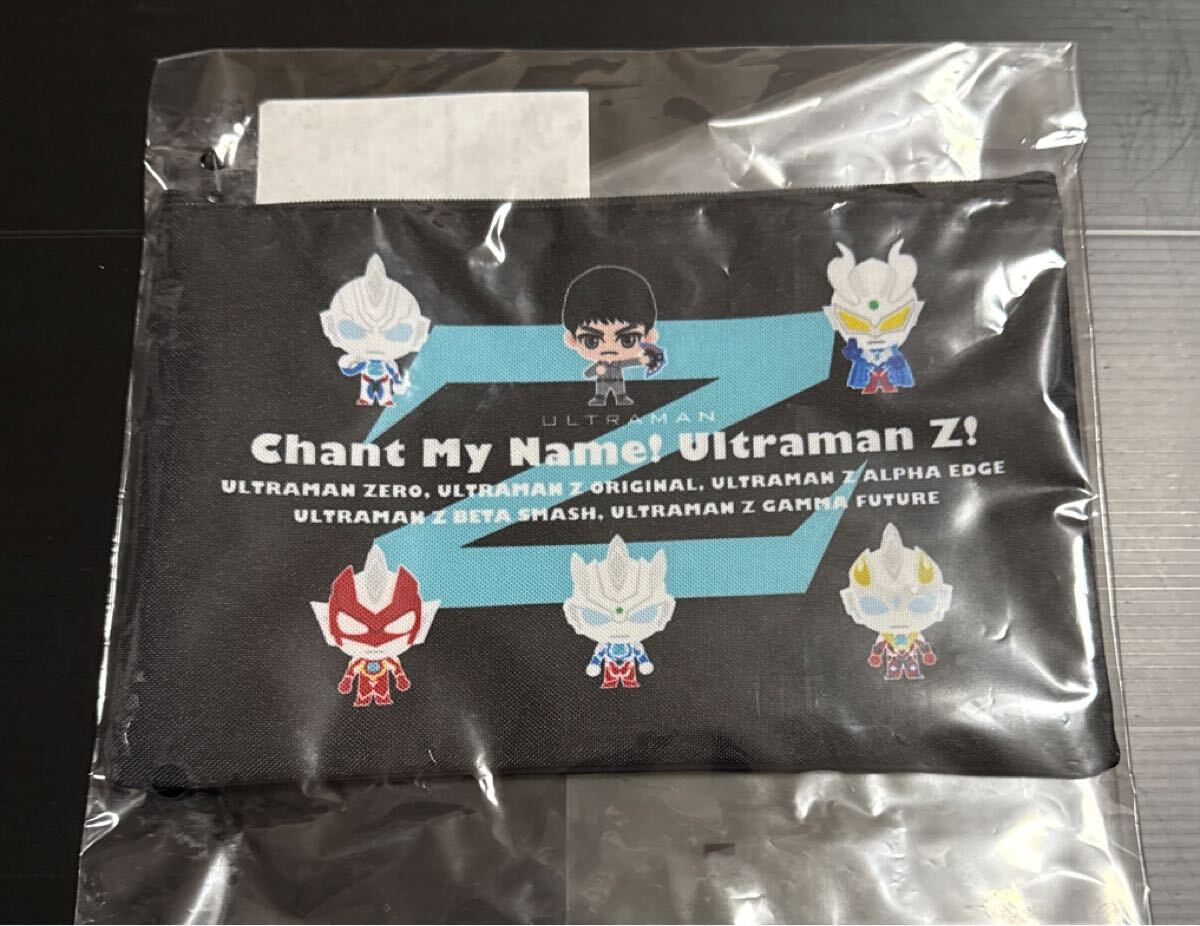 ULTRAMAN
Chant My Name! Ultraman Z!
ULTRAMAN ZERO, ULTRAMAN Z ORIGINAL, ULTRAMAN Z ALPHA EDGE
ULTRAMAN Z BETA SMASH, ULTRAMAN Z GAMMA FUTURE